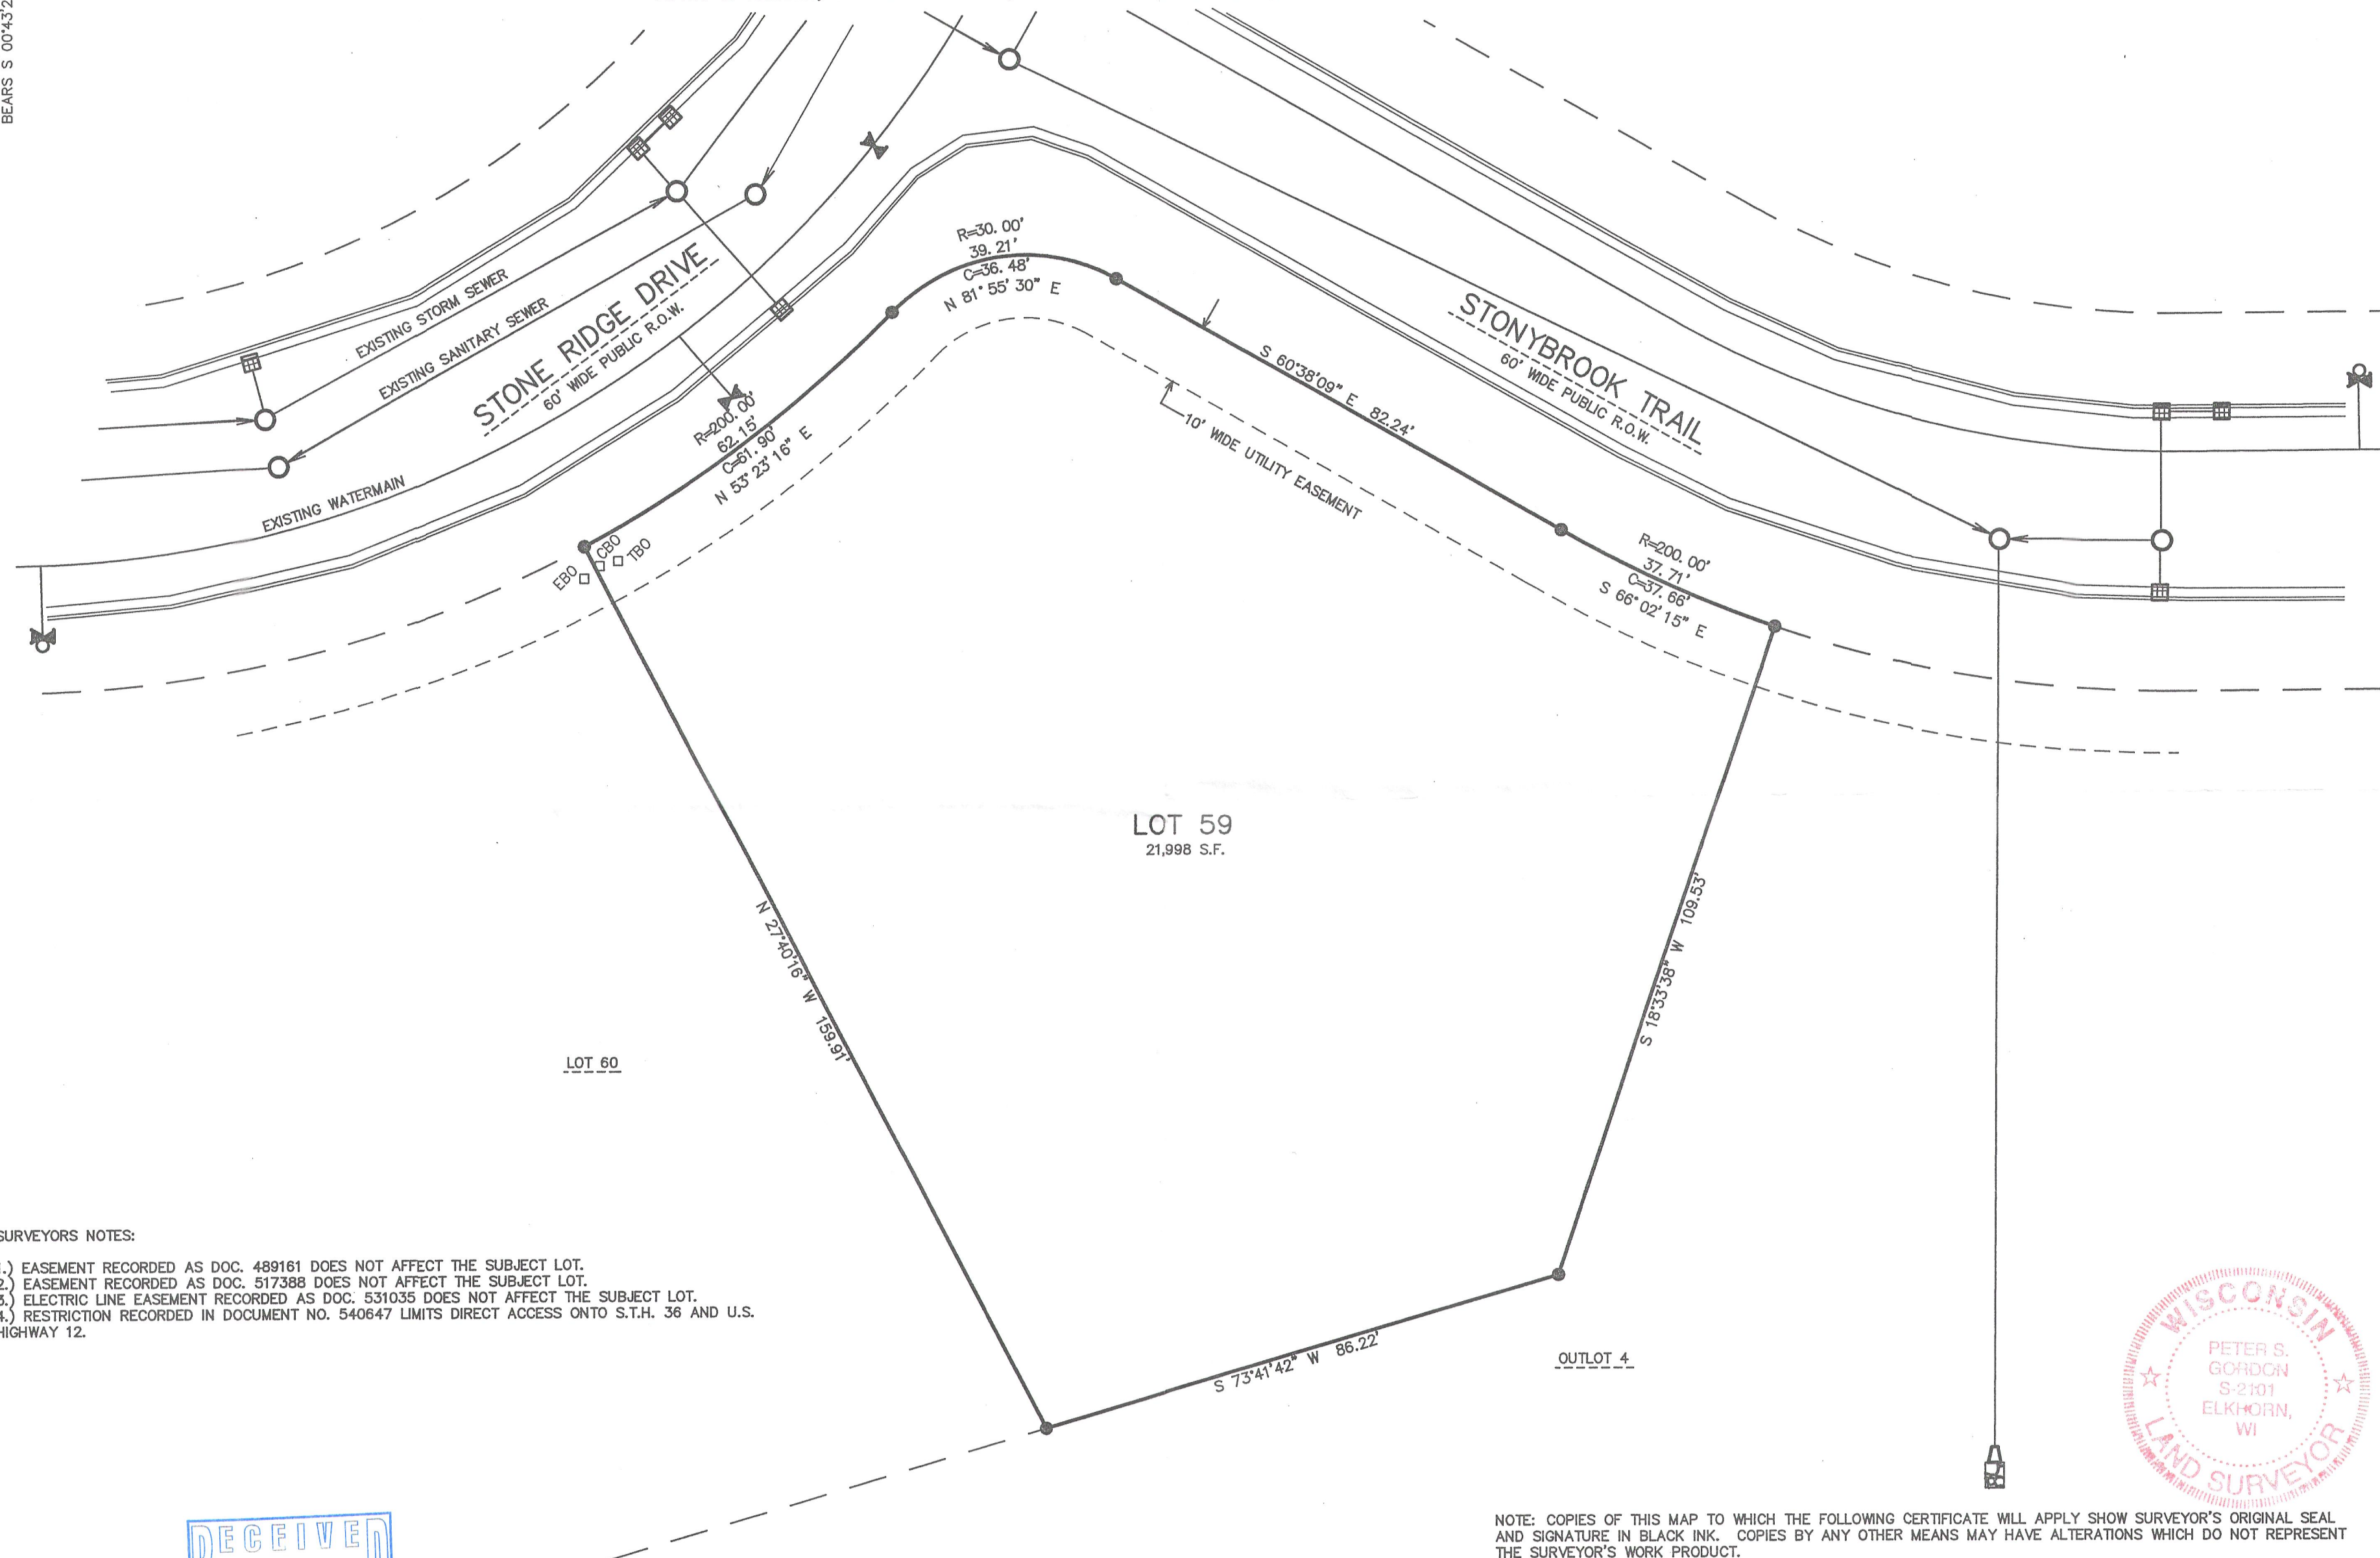 BEARS S 00°43'2
R=30.00'
39.21'
C=36.48'
N 81°55'30" E
EXISTING STORM SEWER
EXISTING SANITARY SEWER
STONE RIDGE DRIVE
60' WIDE PUBLIC R.O.W.
EXISTING WATERMAIN
STONYBROOK TRAIL
60' WIDE PUBLIC R.O.W.
S 60°38'09" E 82.24'
10' WIDE UTILITY EASEMENT
R=200.00'
62.15'
C=61.90'
N 53°23'16" E
EBO
CBO
TBO
R=200.00'
37.71'
C=37.66'
S 66°02'15" E
LOT 59
21,998 S.F.
N 27°40'16" W 159.91'
S 18°33'38" W 109.53'
LOT 60
S 73°41'42" W 86.22'
OUTLOT 4
SURVEYORS NOTES:
.) EASEMENT RECORDED AS DOC. 489161 DOES NOT AFFECT THE SUBJECT LOT.
2.) EASEMENT RECORDED AS DOC. 517388 DOES NOT AFFECT THE SUBJECT LOT.
3.) ELECTRIC LINE EASEMENT RECORDED AS DOC. 531035 DOES NOT AFFECT THE SUBJECT LOT.
4.) RESTRICTION RECORDED IN DOCUMENT NO. 540647 LIMITS DIRECT ACCESS ONTO S.T.H. 36 AND U.S.
HIGHWAY 12.
WISCONSIN
PETER S.
GORDON
S-2101
ELKHORN,
WI
LAND SURVEYOR
NOTE: COPIES OF THIS MAP TO WHICH THE FOLLOWING CERTIFICATE WILL APPLY SHOW SURVEYOR'S ORIGINAL SEAL
AND SIGNATURE IN BLACK INK. COPIES BY ANY OTHER MEANS MAY HAVE ALTERATIONS WHICH DO NOT REPRESENT
THE SURVEYOR'S WORK PRODUCT.
RECEIVED